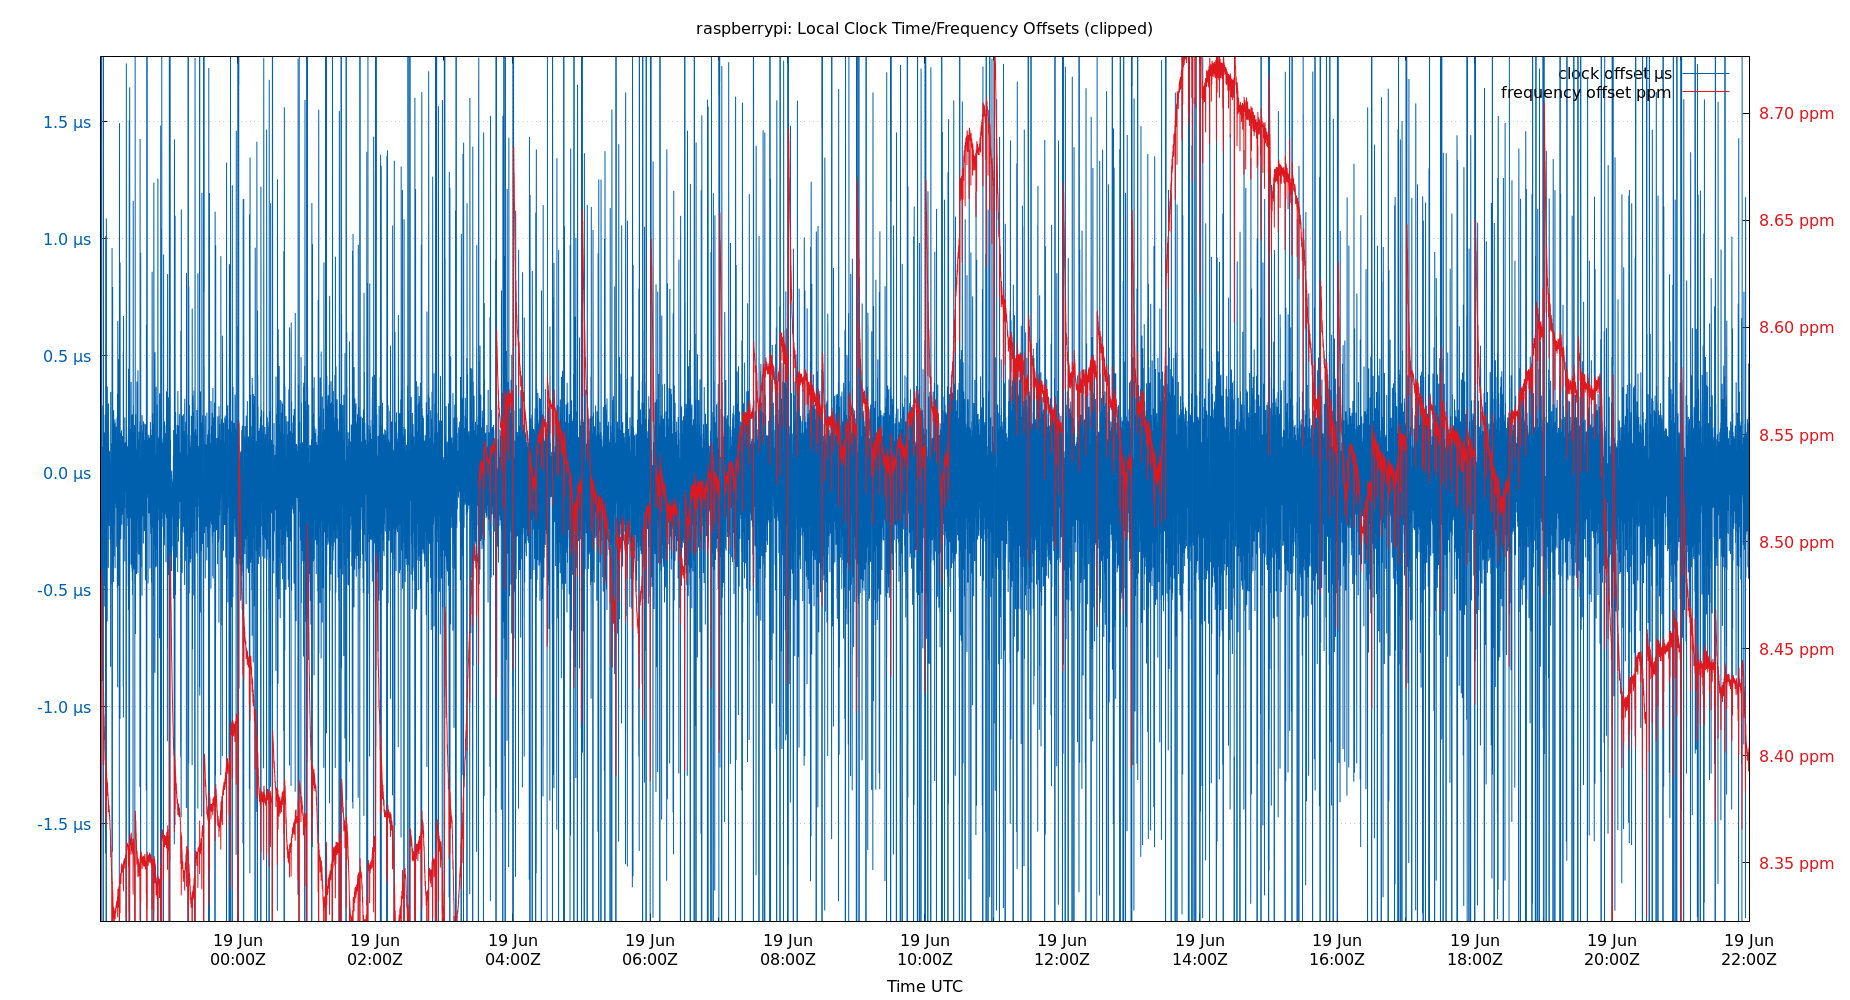 raspberrypi: Local Clock Time/Frequency Offsets (clipped)
clock offset µs
frequency offset ppm
1.5 µs
1.0 µs
0.5 µs
0.0 µs
-0.5 µs
-1.0 µs
-1.5 µs
8.70 ppm
8.65 ppm
8.60 ppm
8.55 ppm
8.50 ppm
8.45 ppm
8.40 ppm
8.35 ppm
19 Jun 19 Jun 19 Jun 19 Jun 19 Jun 19 Jun 19 Jun 19 Jun 19 Jun 19 Jun 19 Jun 19 Jun
00:00Z 02:00Z 04:00Z 06:00Z 08:00Z 10:00Z 12:00Z 14:00Z 16:00Z 18:00Z 20:00Z 22:00Z
Time UTC